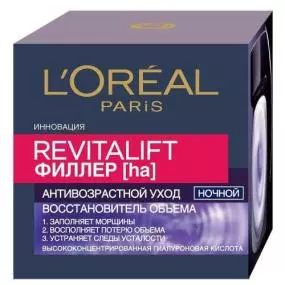 L'ORÉAL
PARIS
ИННОВАЦИЯ
REVITALIFT
ФИЛЛЕР [ha]
АНТИВОЗРАСТНОЙ УХОД НОЧНОЙ
ВОССТАНОВИТЕЛЬ ОБЪЕМА
1. ЗАПОЛНЯЕТ МОРЩИНЫ
2. ВОСПОЛНЯЕТ ПОТЕРЮ ОБЪЕМА
3. УСТРАНЯЕТ СЛЕДЫ УСТАЛОСТИ
ВЫСОКОКОНЦЕНТРИРОВАННАЯ ГИАЛУРОНОВАЯ КИСЛОТА